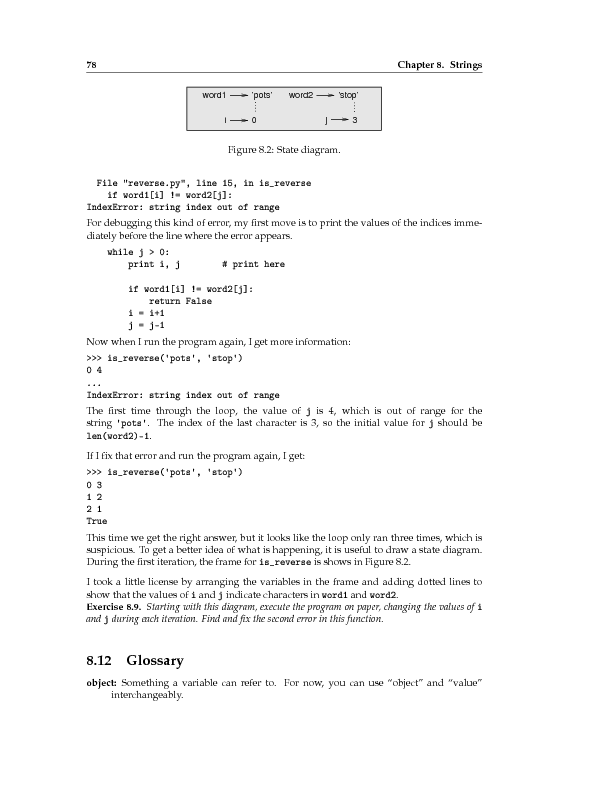 78 Chapter 8. Strings
word1 'pots' word2 'stop'
i 0 j 3
Figure 8.2: State diagram.
File "reverse.py", line 15, in is_reverse
if word1[i] != word2[j]:
IndexError: string index out of range
For debugging this kind of error, my first move is to print the values of the indices imme-
diately before the line where the error appears.
while j > 0:
print i, j # print here
if word1[i] != word2[j]:
return False
i = i+1
j = j-1
Now when I run the program again, I get more information:
>>> is_reverse('pots', 'stop')
0 4
...
IndexError: string index out of range
The first time through the loop, the value of j is 4, which is out of range for the
string 'pots'. The index of the last character is 3, so the initial value for j should be
len(word2)-1.
If I fix that error and run the program again, I get:
>>> is_reverse('pots', 'stop')
0 3
1 2
2 1
True
This time we get the right answer, but it looks like the loop only ran three times, which is
suspicious. To get a better idea of what is happening, it is useful to draw a state diagram.
During the first iteration, the frame for is_reverse is shows in Figure 8.2.
I took a little license by arranging the variables in the frame and adding dotted lines to
show that the values of i and j indicate characters in word1 and word2.
Exercise 8.9. Starting with this diagram, execute the program on paper, changing the values of i
and j during each iteration. Find and fix the second error in this function.
8.12 Glossary
object: Something a variable can refer to. For now, you can use “object” and “value”
interchangeably.